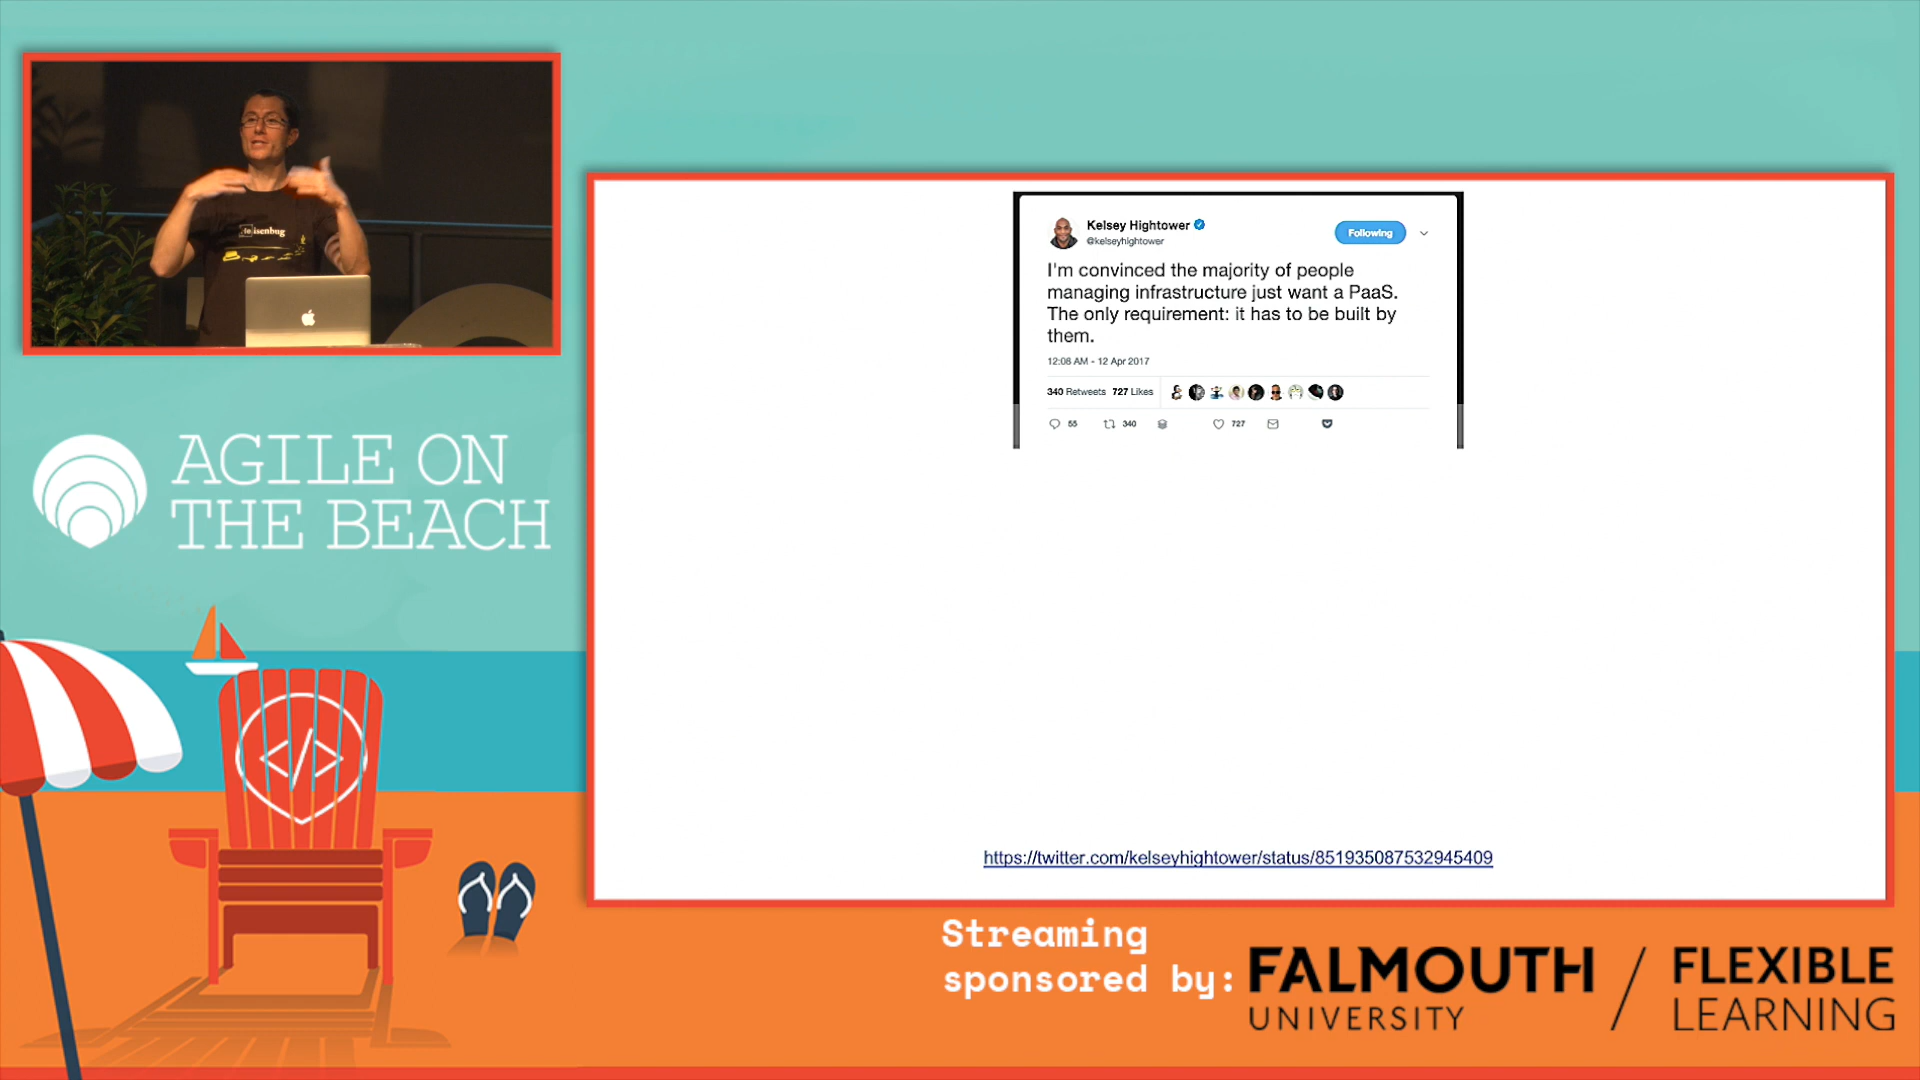 [:te]isenbug
AGILE ON
THE BEACH
</>
Kelsey Hightower
@kelseyhightower
Following
I'm convinced the majority of people
managing infrastructure just want a PaaS.
The only requirement: it has to be built by
them.
12:08 AM - 12 Apr 2017
340 Retweets 727 Likes
55 340 727
https://twitter.com/kelseyhightower/status/851935087532945409
Streaming
sponsored by:
FALMOUTH
UNIVERSITY
/
FLEXIBLE
LEARNING